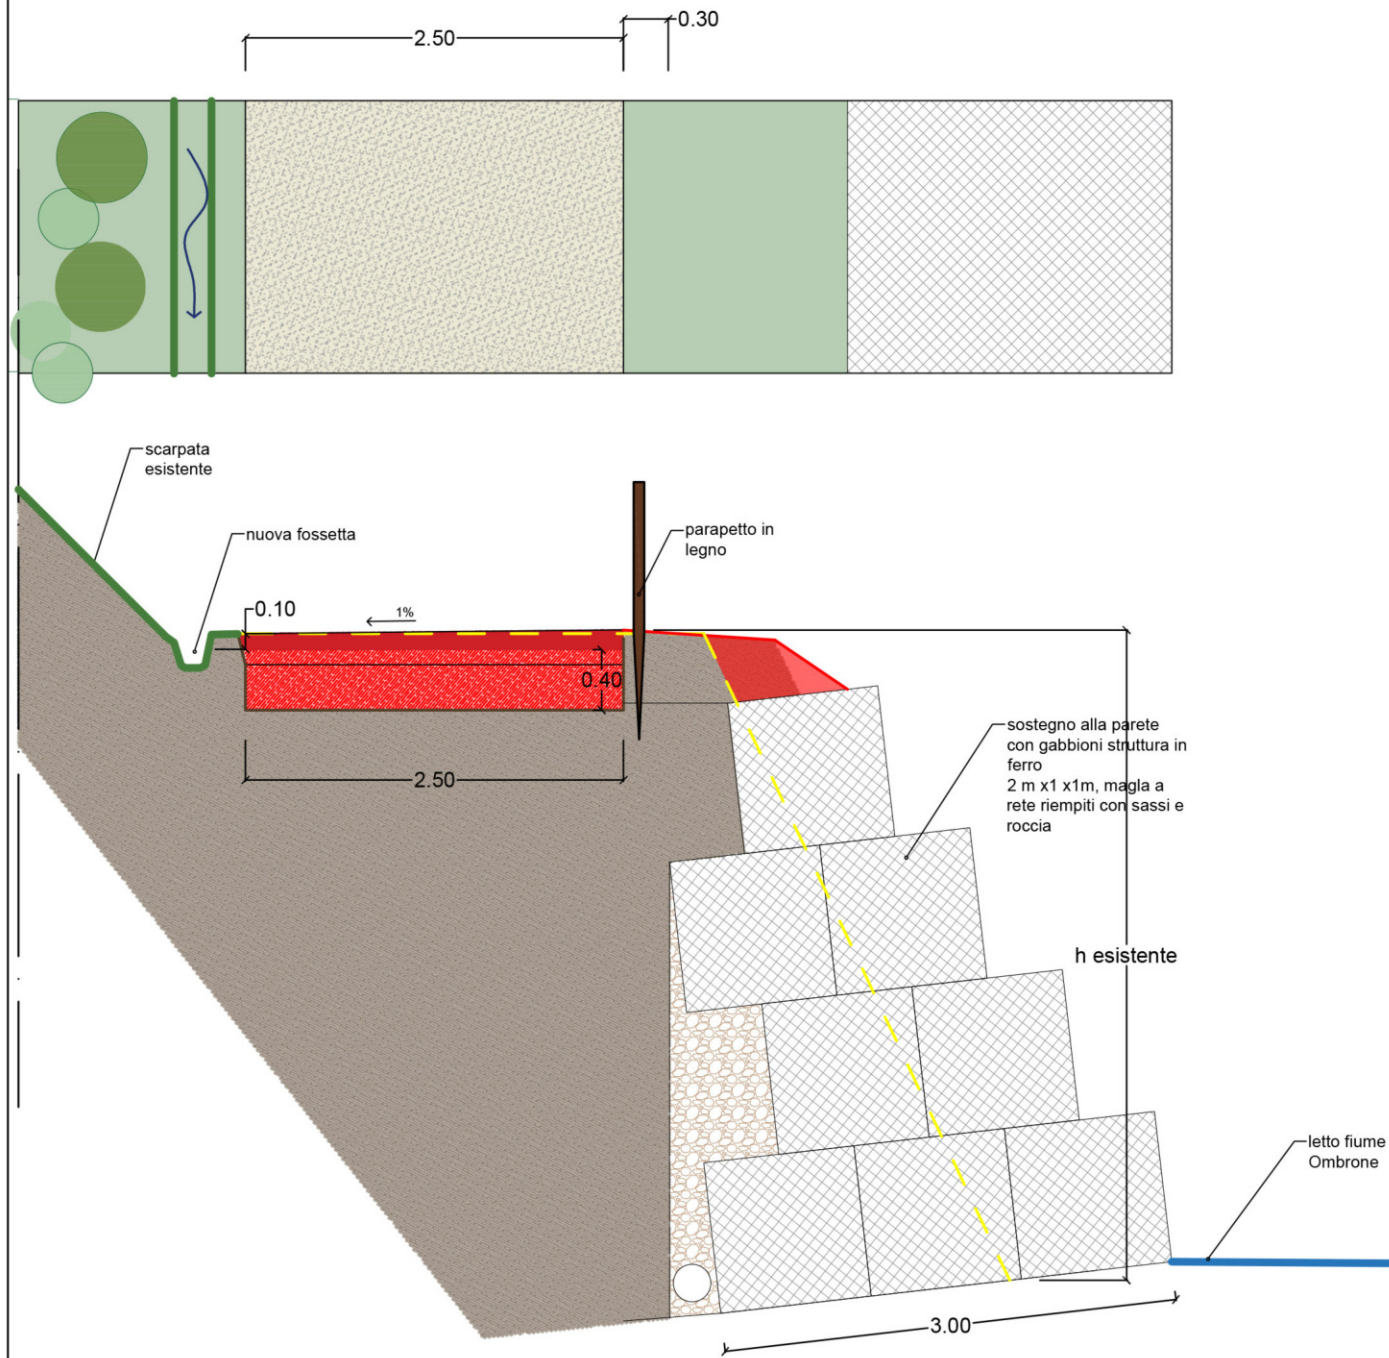 0.30
2.50
scarpata
esistente
nuova fossetta
parapetto in
legno
0.10
1%
0.40
2.50
sostegno alla parete
con gabbioni struttura in
ferro
2 m x1 x1m, magla a
rete riempiti con sassi e
roccia
h esistente
letto fiume
Ombrone
3.00